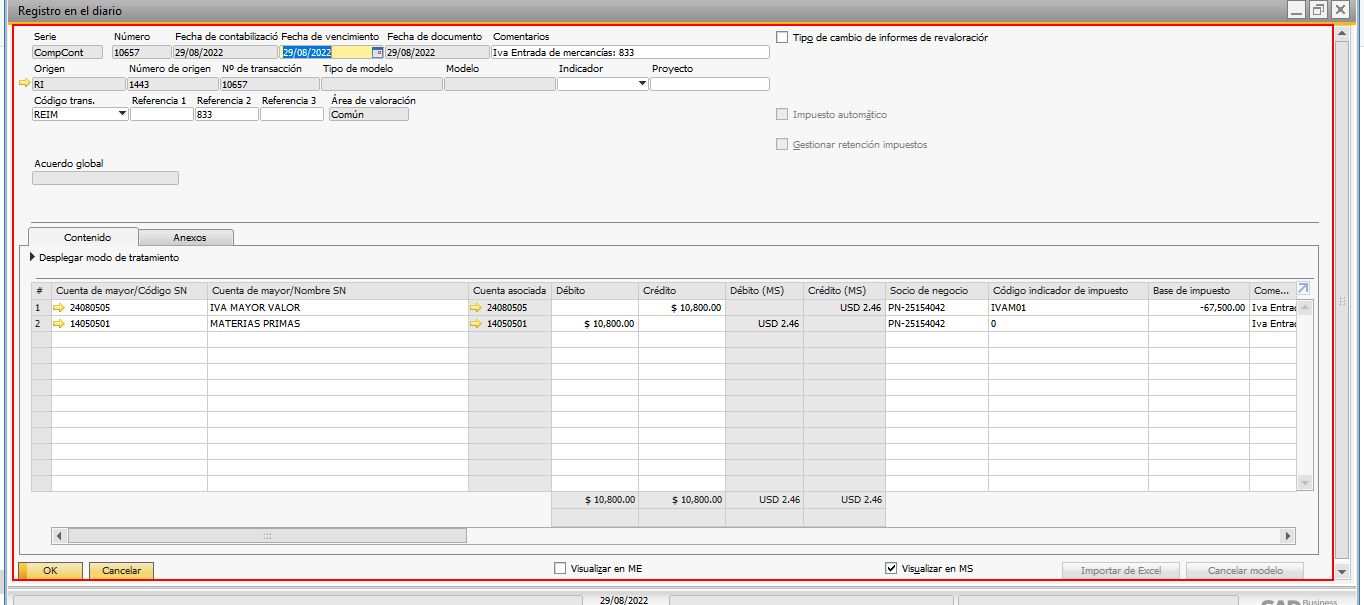 Registro en el diario
Serie Número Fecha de contabilizació Fecha de vencimiento Fecha de documento Comentarios
CompCont 10657 29/08/2022 29/08/2022 29/08/2022 Iva Entrada de mercancías: 833
Tipo de cambio de informes de revaloración
Origen Número de origen Nº de transacción Tipo de modelo Modelo Indicador Proyecto
RI 1443 10657
Código trans. Referencia 1 Referencia 2 Referencia 3 Área de valoración
REIM 833 Común
Impuesto automático
Gestionar retención impuestos
Acuerdo global
Contenido Anexos
Desplegar modo de tratamiento
# Cuenta de mayor/Código SN Cuenta de mayor/Nombre SN Cuenta asociada Débito Crédito Débito (MS) Crédito (MS) Socio de negocio Código indicador de impuesto Base de impuesto Come...
1 24080505 IVA MAYOR VALOR 24080505 $ 10,800.00 USD 2.46 PN-25154042 IVAM01 -67,500.00 Iva Entrad
2 14050501 MATERIAS PRIMAS 14050501 $ 10,800.00 USD 2.46 PN-25154042 0 Iva Entrad
$ 10,800.00 $ 10,800.00 USD 2.46 USD 2.46
OK Cancelar Visualizar en ME Visualizar en MS Importar de Excel Cancelar modelo
29/08/2022 SAP Business